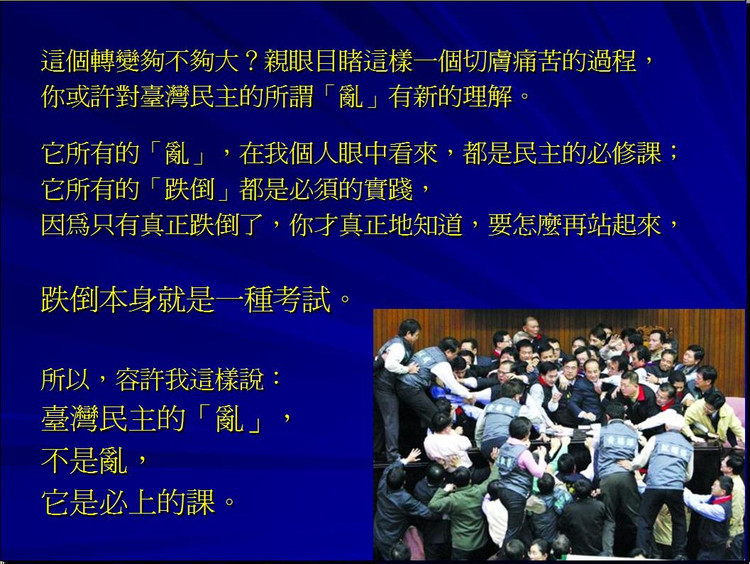 這個轉變夠不夠大？親眼目睹這樣一個切膚痛苦的過程，
你或許對臺灣民主的所謂「亂」有新的理解。
它所有的「亂」，在我個人眼中看來，都是民主的必修課；
它所有的「跌倒」都是必須的實踐，
因為只有真正跌倒了，你才真正地知道，要怎麼再站起來，
跌倒本身就是一種考試。
所以，容許我這樣說：
臺灣民主的「亂」，
不是亂，
它是必上的課。